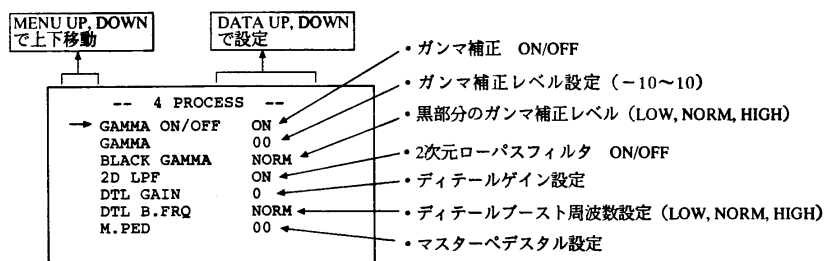 MENU UP, DOWN
で上下移動
DATA UP, DOWN
で設定
-- 4 PROCESS --
→ GAMMA ON/OFF ON
GAMMA 00
BLACK GAMMA NORM
2D LPF ON
DTL GAIN 0
DTL B.FRQ NORM
M.PED 00
・ガンマ補正 ON/OFF
・ガンマ補正レベル設定（－10～10）
・黒部分のガンマ補正レベル（LOW, NORM, HIGH）
・2次元ローパスフィルタ ON/OFF
・ディテールゲイン設定
・ディテールブースト周波数設定（LOW, NORM, HIGH）
・マスターペデスタル設定